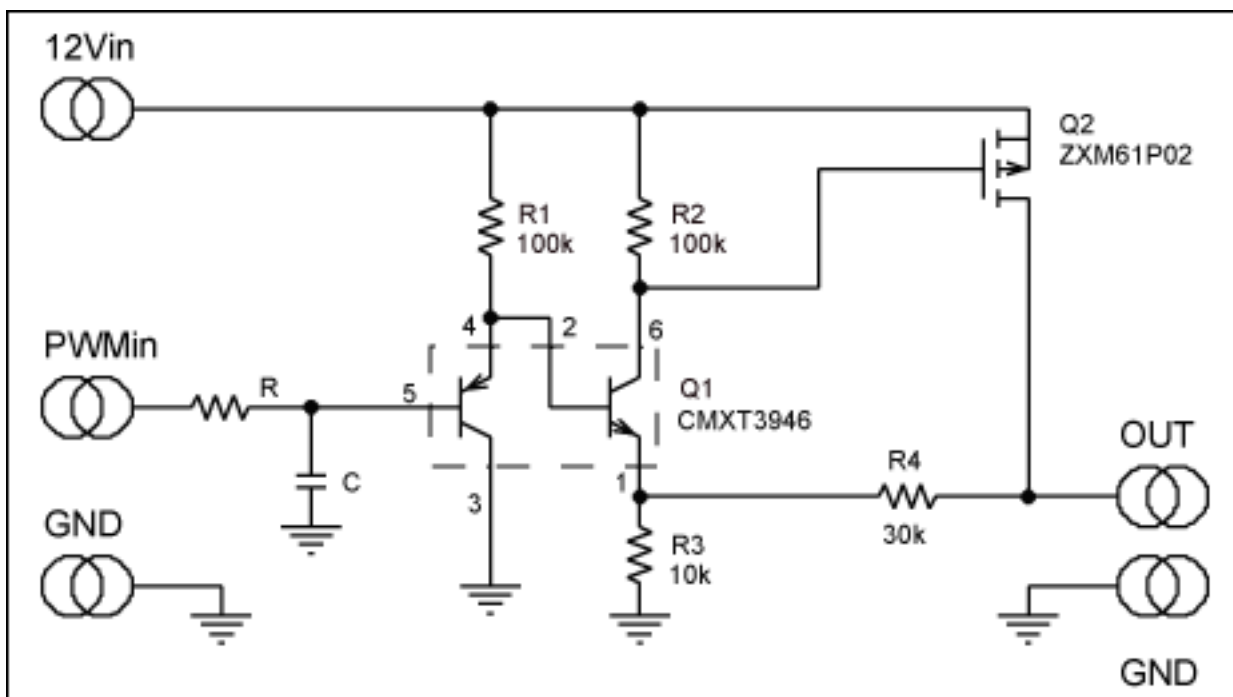 12Vin
Q2
ZXM61P02
R1
100k
R2
100k
4
2
6
PWMin
R
5
Q1
CMXT3946
OUT
C
3
1
R4
30k
GND
R3
10k
GND